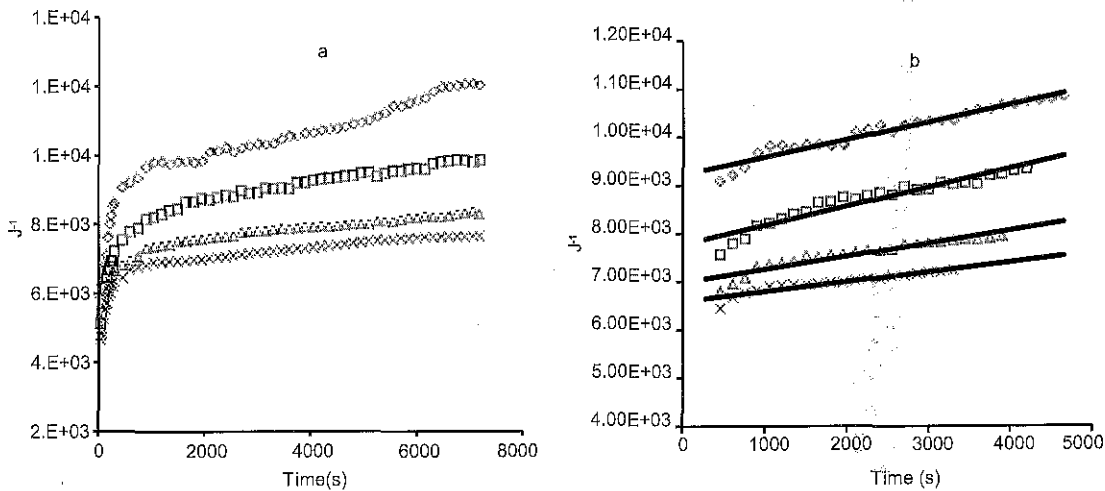 a
1.E+04
1.E+04
1.E+04
8.E+03
6.E+03
4.E+03
2.E+03
J-1
0
2000
4000
6000
8000
Time(s)
b
1.20E+04
1.10E+04
1.00E+04
9.00E+03
8.00E+03
7.00E+03
6.00E+03
5.00E+03
4.00E+03
J-1
0
1000
2000
3000
4000
5000
Time (s)